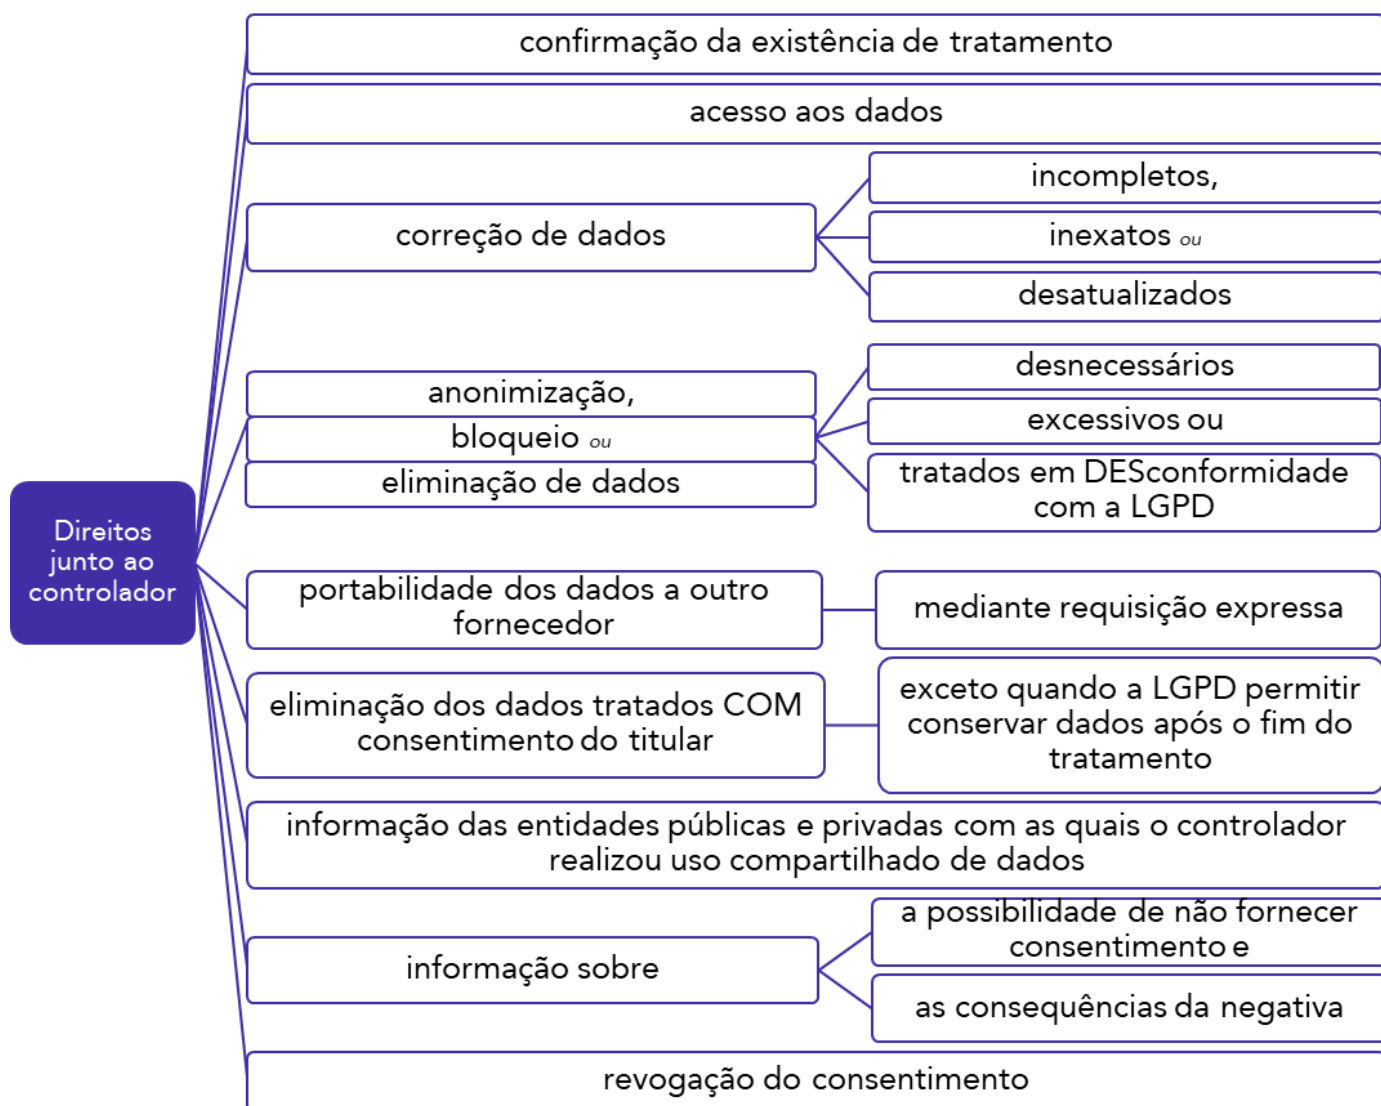 confirmação da existência de tratamento
acesso aos dados
correção de dados
incompletos,
inexatos ou
desatualizados
anonimização,
bloqueio ou
eliminação de dados
desnecessários
excessivos ou
tratados em DESconformidade
com a LGPD
Direitos
junto ao
controlador
portabilidade dos dados a outro
fornecedor
mediante requisição expressa
eliminação dos dados tratados COM
consentimento do titular
exceto quando a LGPD permitir
conservar dados após o fim do
tratamento
informação das entidades públicas e privadas com as quais o controlador
realizou uso compartilhado de dados
informação sobre
a possibilidade de não fornecer
consentimento e
as consequências da negativa
revogação do consentimento